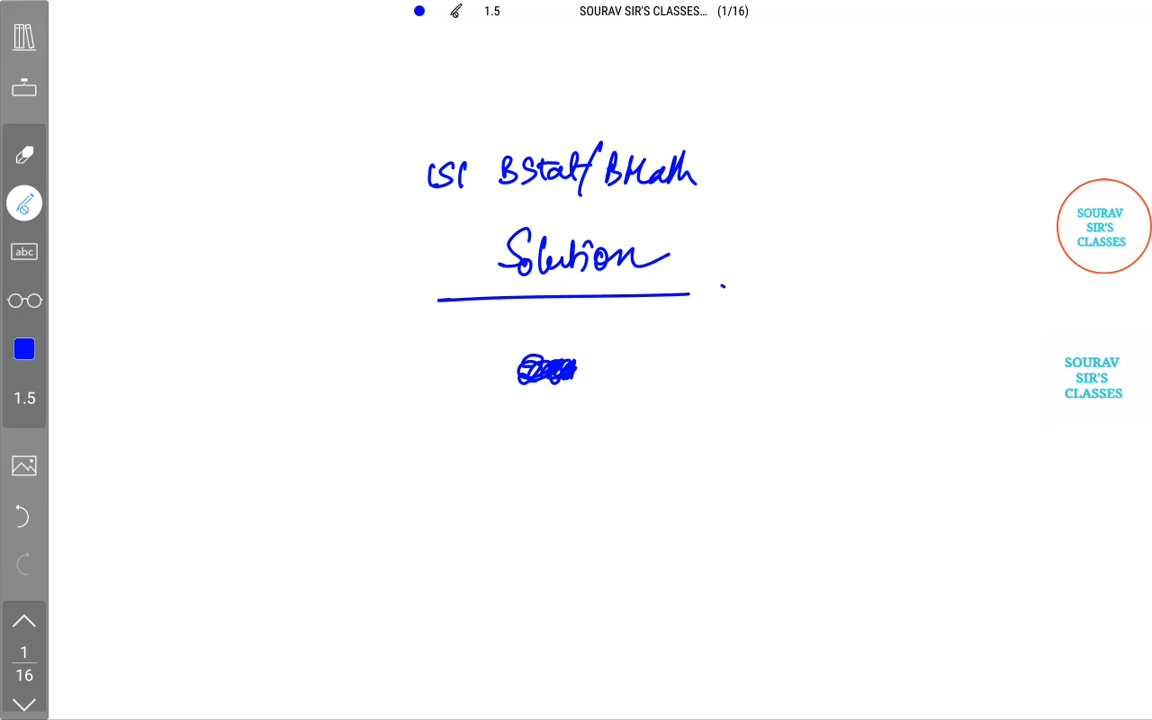 1.5 SOURAV SIR'S CLASSES... (1/16)
ISI BStat/BMath
Solution
SOURAV
SIR'S
CLASSES
SOURAV
SIR'S
CLASSES
abc
1.5
1
16